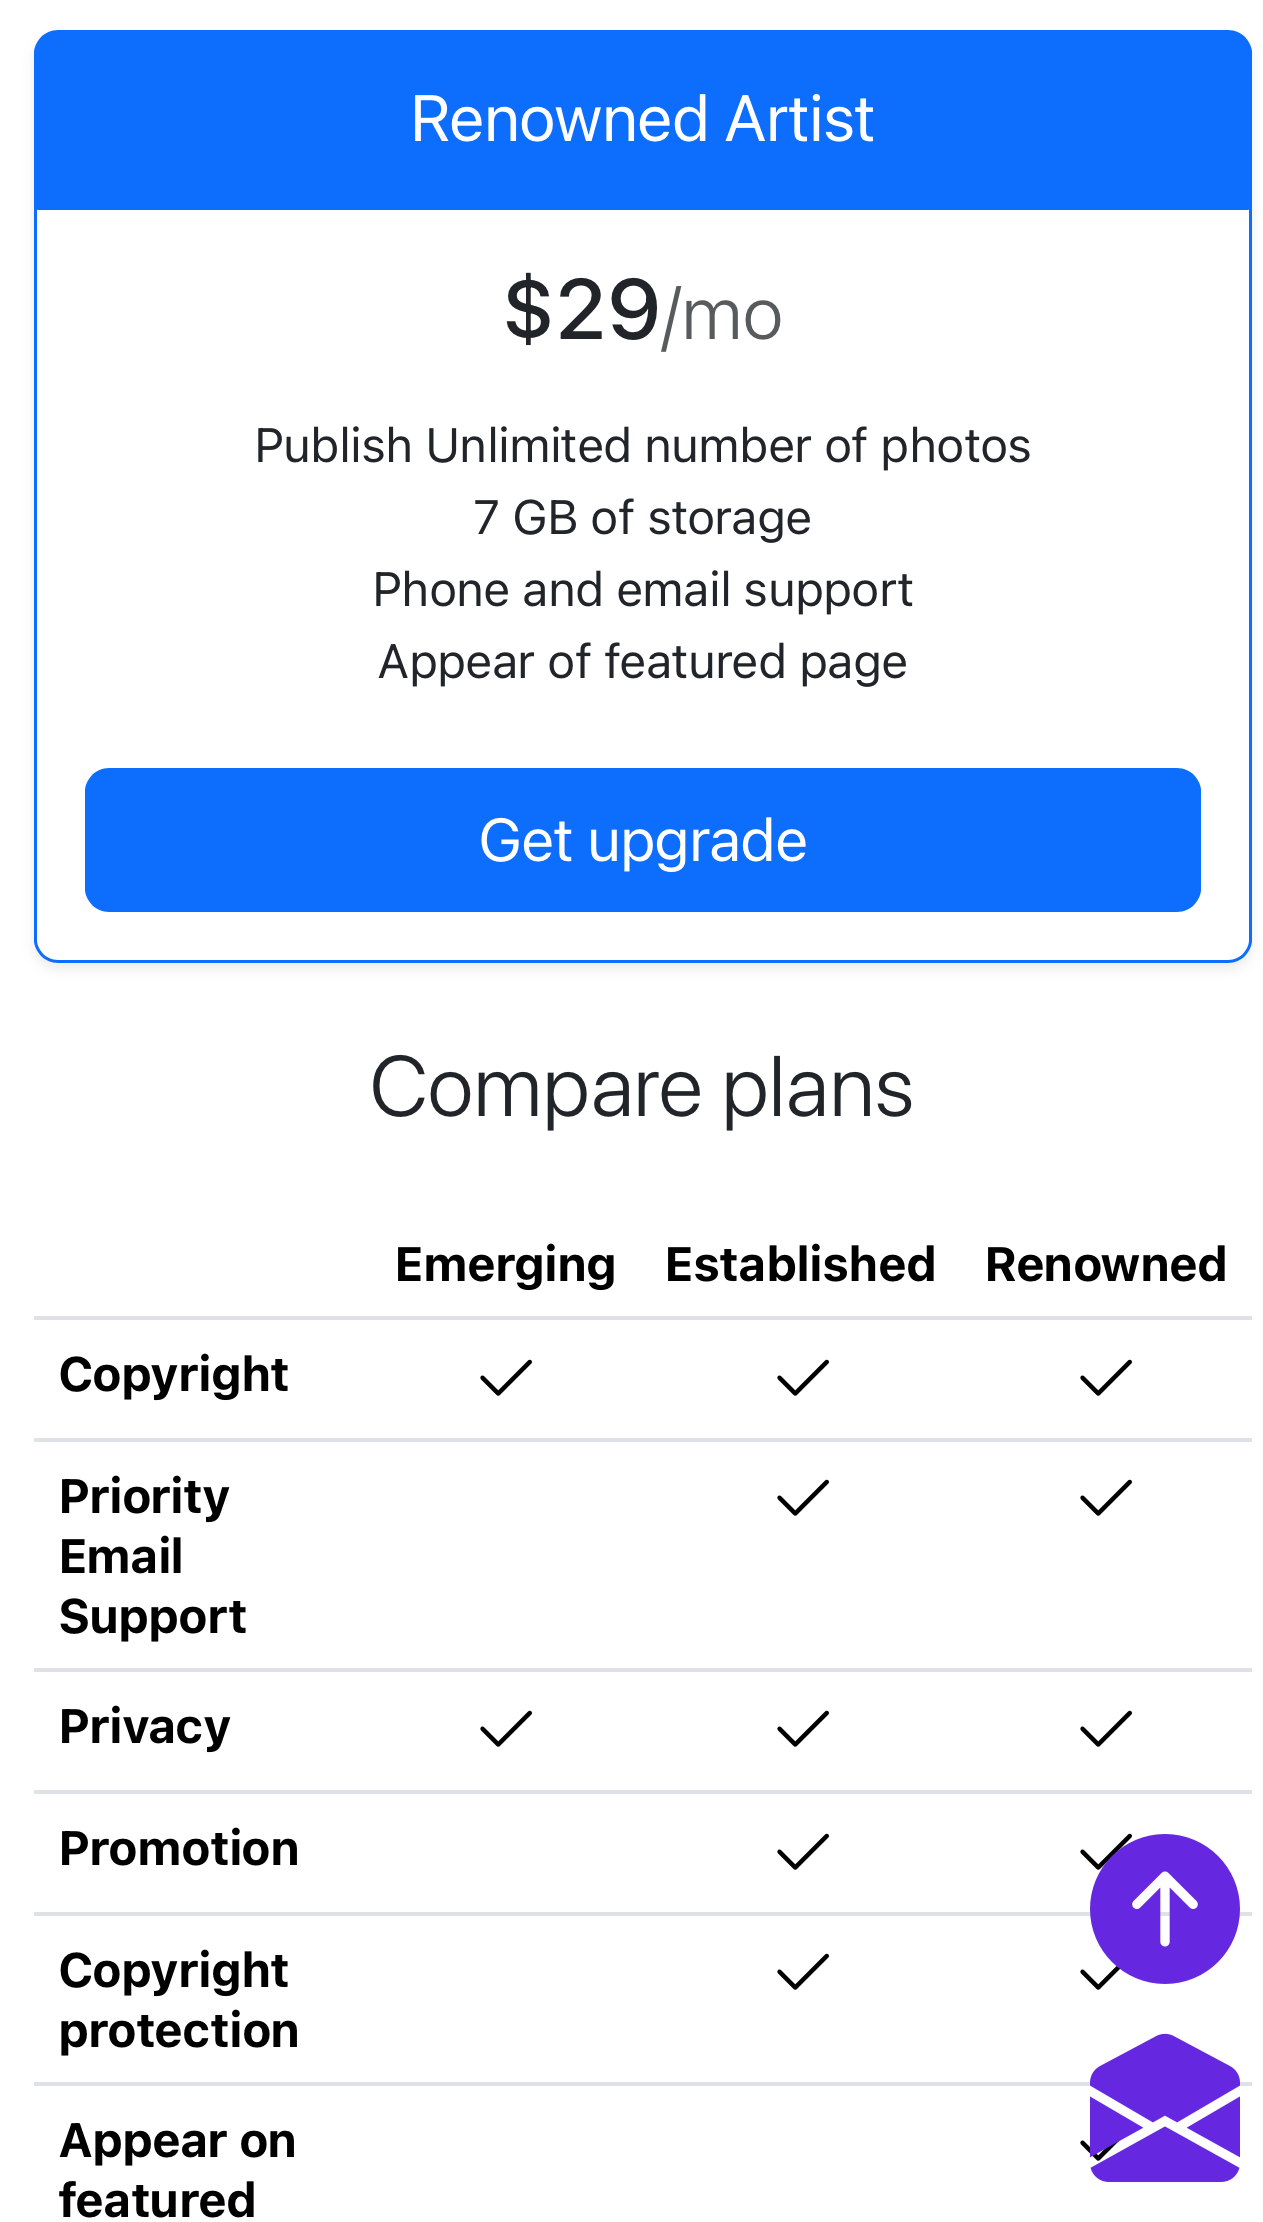 Renowned Artist
$29/mo
Publish Unlimited number of photos
7 GB of storage
Phone and email support
Appear of featured page
Get upgrade
Compare plans
Emerging Established Renowned
Copyright
Priority
Email
Support
Privacy
Promotion
Copyright
protection
Appear on
featured